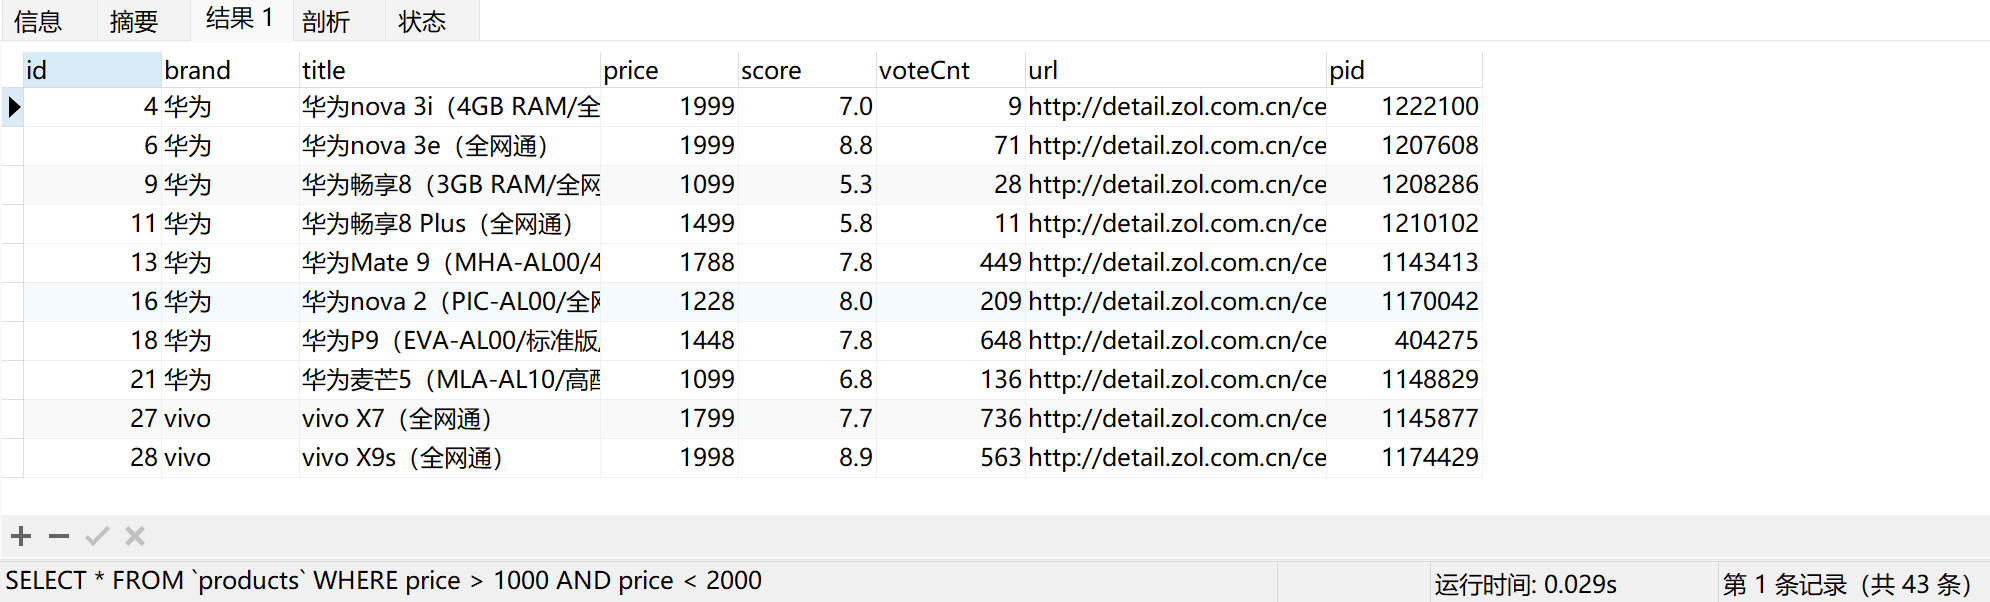 信息 摘要 结果 1 剖析 状态
id brand title price score voteCnt url pid
4 华为 华为nova 3i（4GB RAM/全 1999 7.0 9 http://detail.zol.com.cn/ce 1222100
6 华为 华为nova 3e（全网通） 1999 8.8 71 http://detail.zol.com.cn/ce 1207608
9 华为 华为畅享8（3GB RAM/全网 1099 5.3 28 http://detail.zol.com.cn/ce 1208286
11 华为 华为畅享8 Plus（全网通） 1499 5.8 11 http://detail.zol.com.cn/ce 1210102
13 华为 华为Mate 9（MHA-AL00/4 1788 7.8 449 http://detail.zol.com.cn/ce 1143413
16 华为 华为nova 2（PIC-AL00/全网 1228 8.0 209 http://detail.zol.com.cn/ce 1170042
18 华为 华为P9（EVA-AL00/标准版/ 1448 7.8 648 http://detail.zol.com.cn/ce 404275
21 华为 华为麦芒5（MLA-AL10/高配 1099 6.8 136 http://detail.zol.com.cn/ce 1148829
27 vivo vivo X7（全网通） 1799 7.7 736 http://detail.zol.com.cn/ce 1145877
28 vivo vivo X9s（全网通） 1998 8.9 563 http://detail.zol.com.cn/ce 1174429
SELECT * FROM `products` WHERE price > 1000 AND price < 2000 运行时间: 0.029s 第 1 条记录（共 43 条）